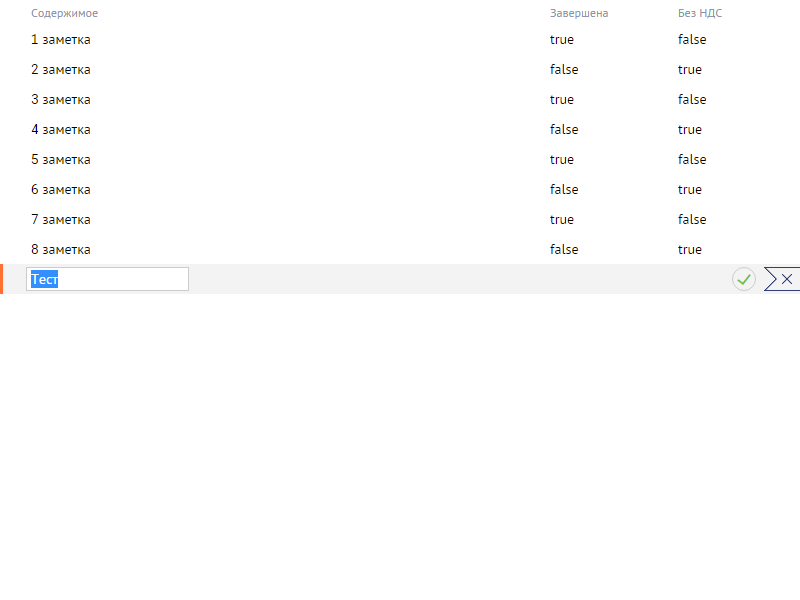 Содержимое Завершена Без НДС
1 заметка true false
2 заметка false true
3 заметка true false
4 заметка false true
5 заметка true false
6 заметка false true
7 заметка true false
8 заметка false true
Тест